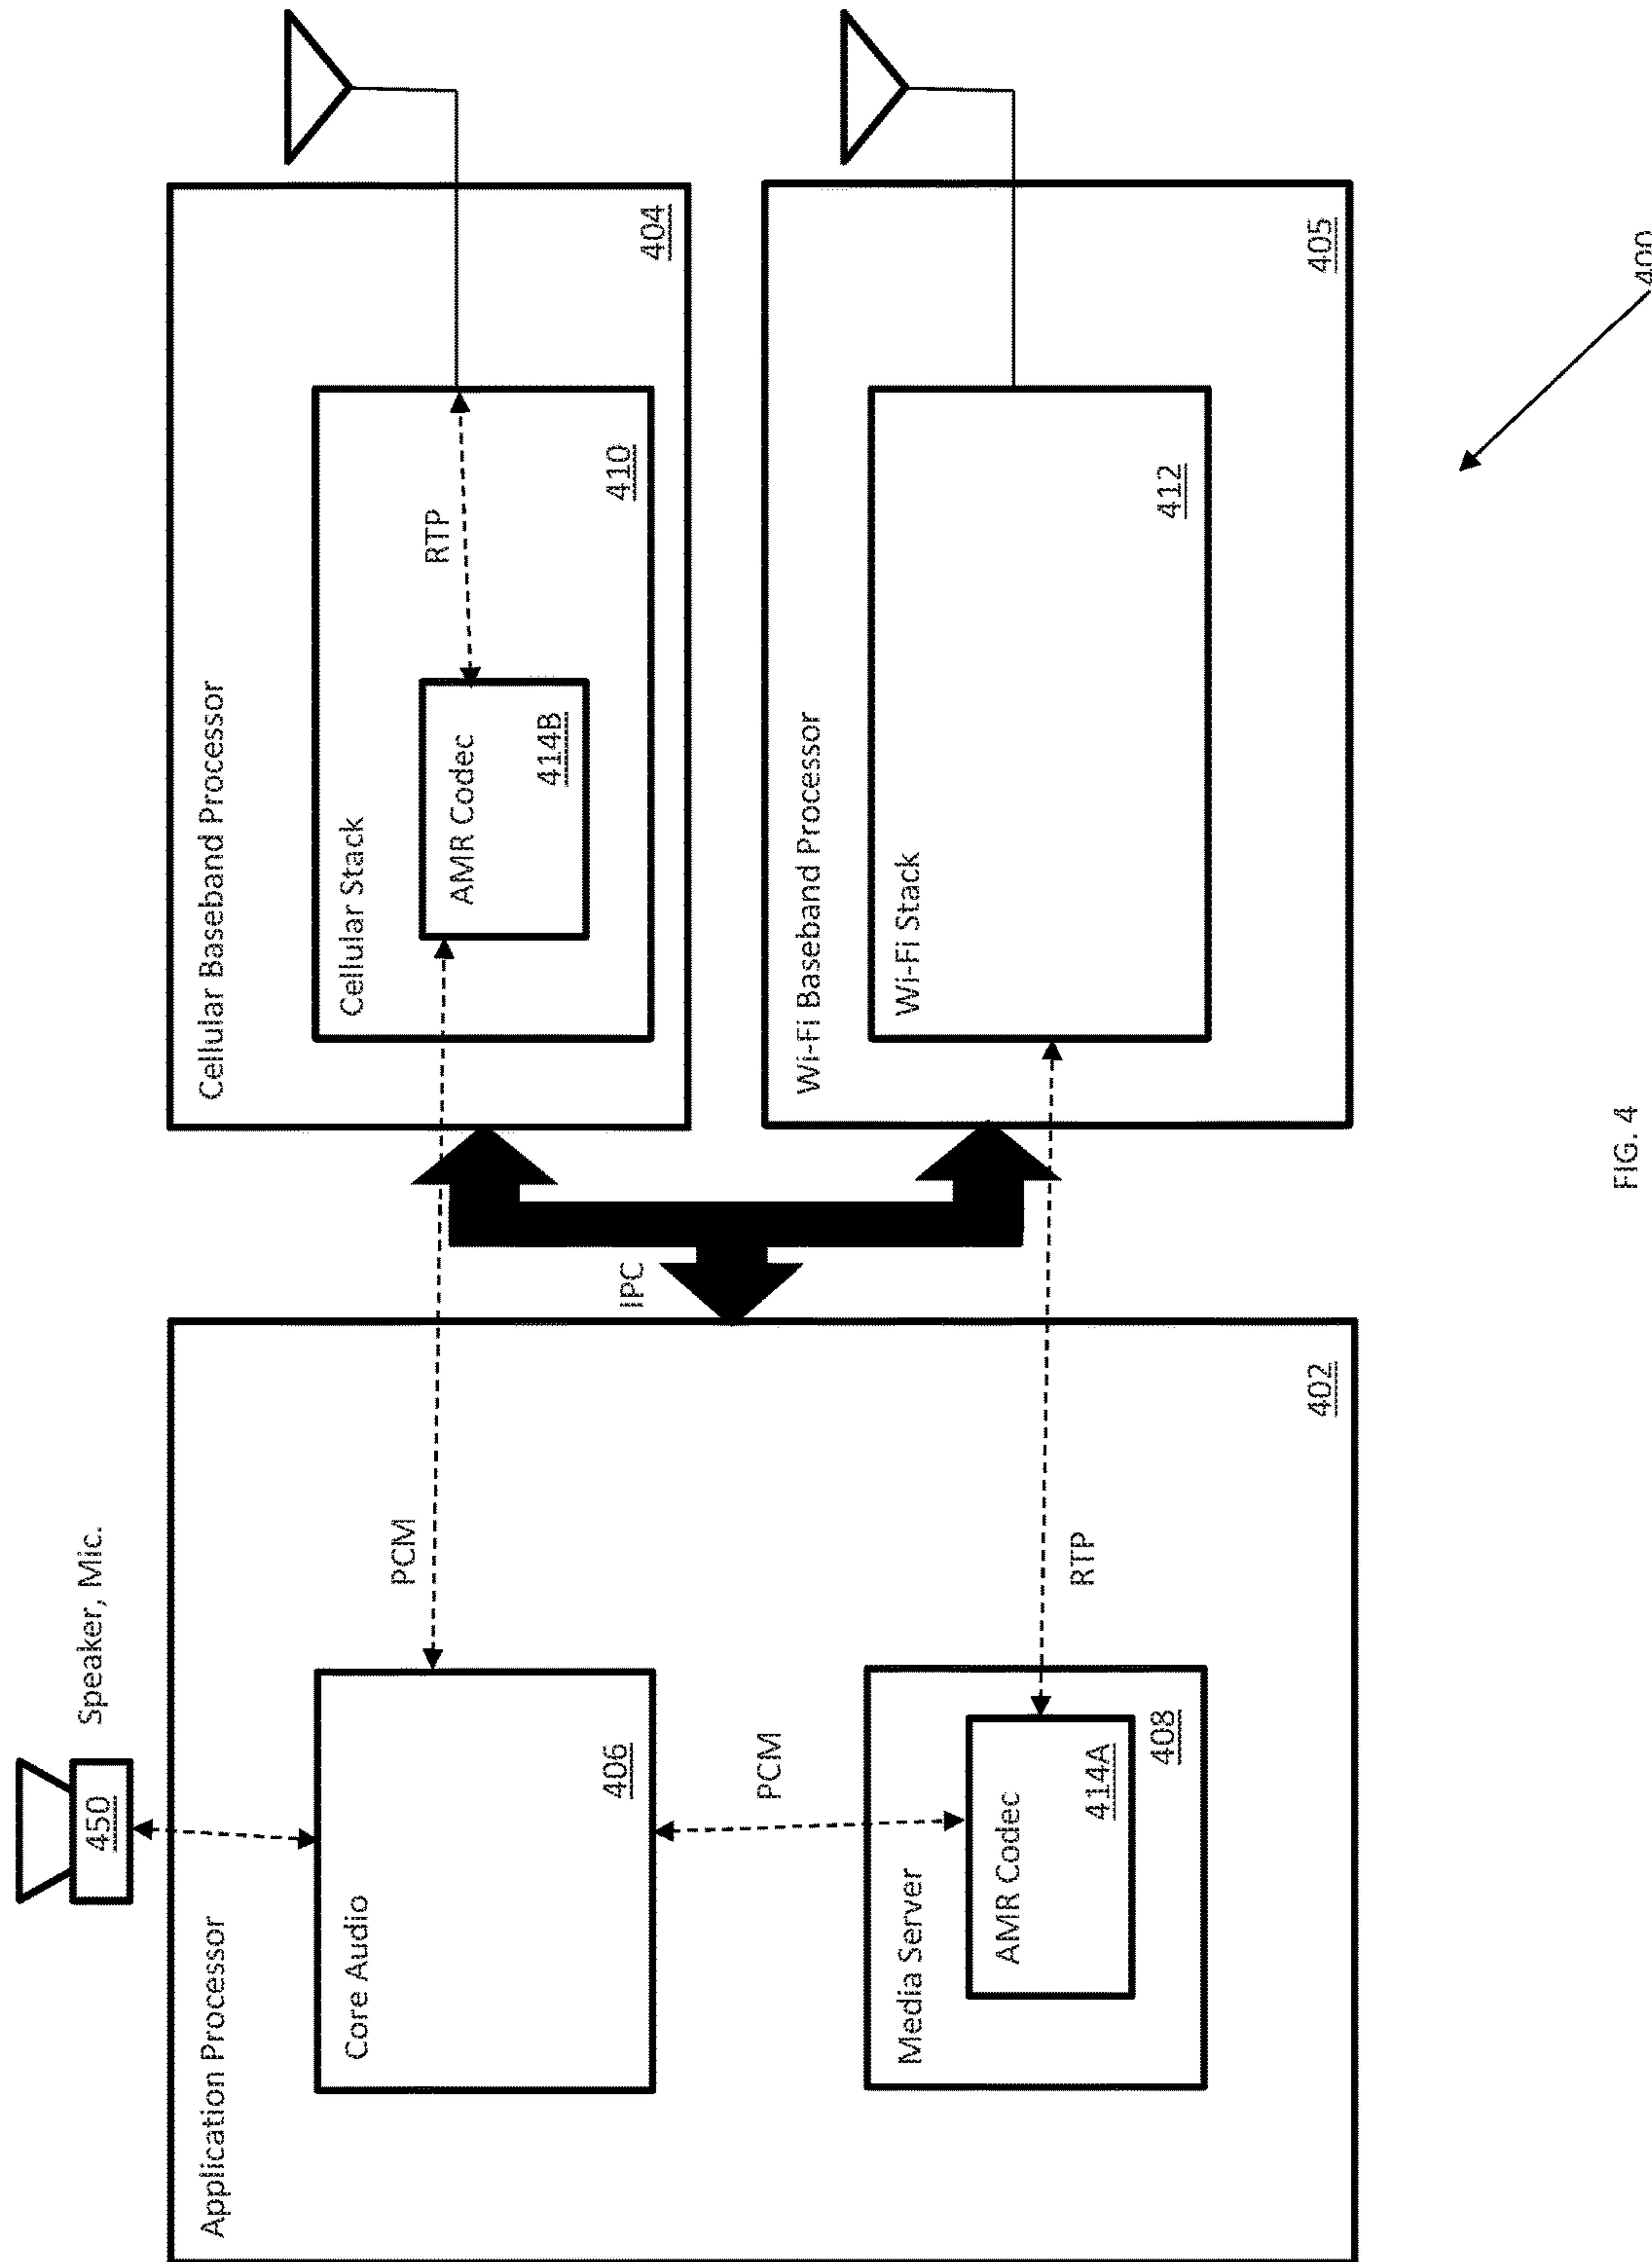 Speaker, Mic.
450
Application Processor
Core Audio
406
PCM
PCM
Media Server
AMR Codec
414A
408
RTP
402
IPC
Cellular Baseband Processor
Cellular Stack
AMR Codec
414B
RTP
410
404
Wi-Fi Baseband Processor
Wi-Fi Stack
412
405
FIG. 4
400